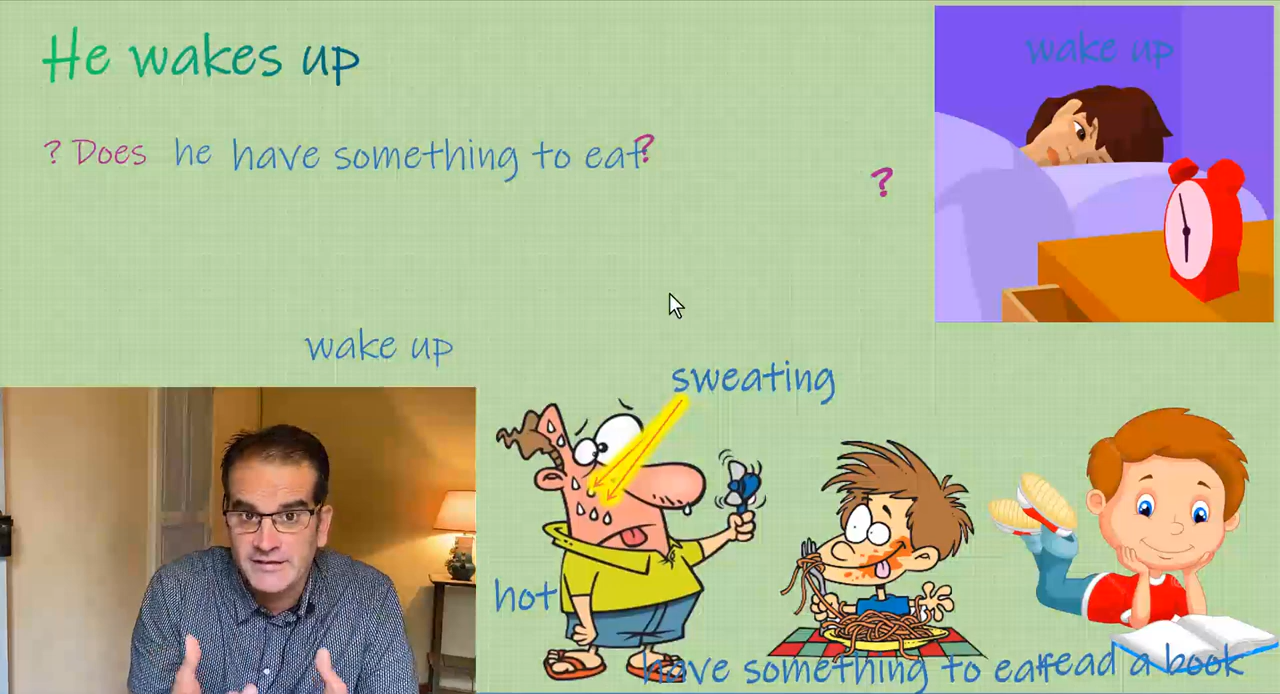 He wakes up
wake up
? Does he have something to eat?
?
wake up
sweating
hot
have something to eat
read a book